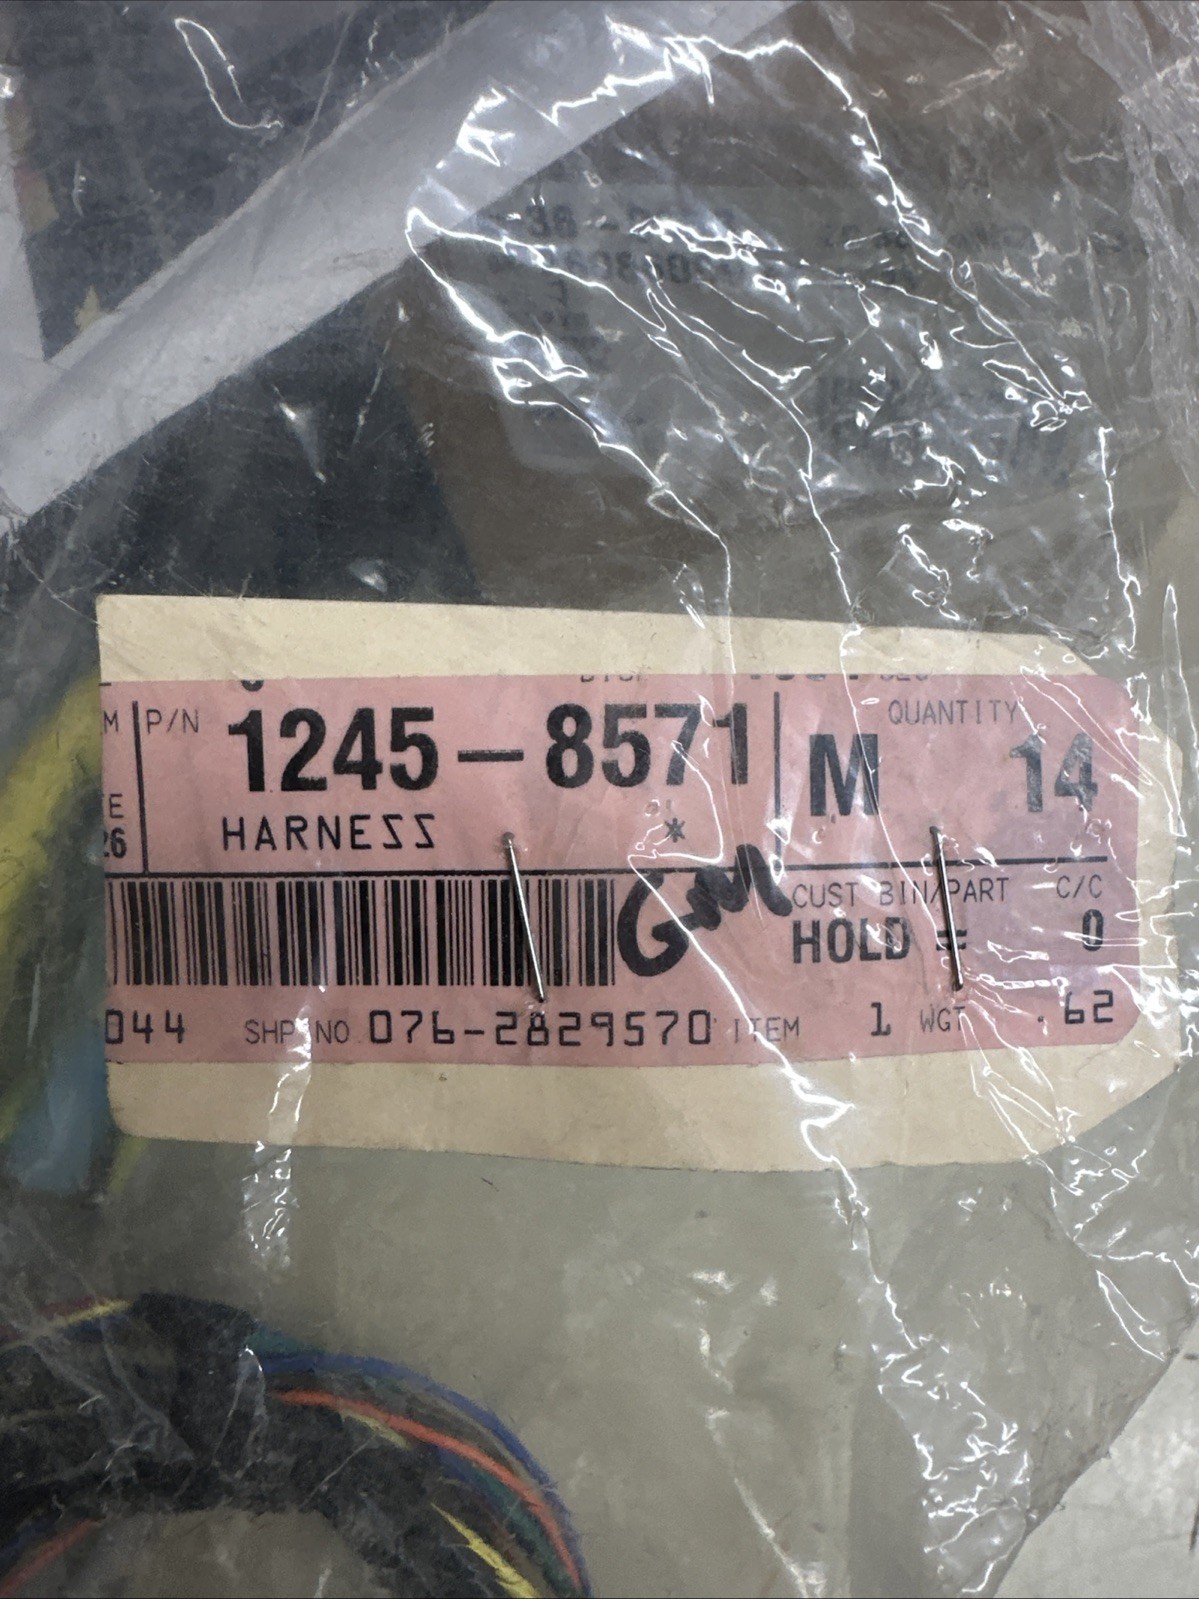 P/N 1245-8571 M QUANTITY 14
HARNESS *
26
GM
CUST BIN/PART C/C
HOLD = 0
044 SHP NO 076-2829570 ITEM 1 WGT .62